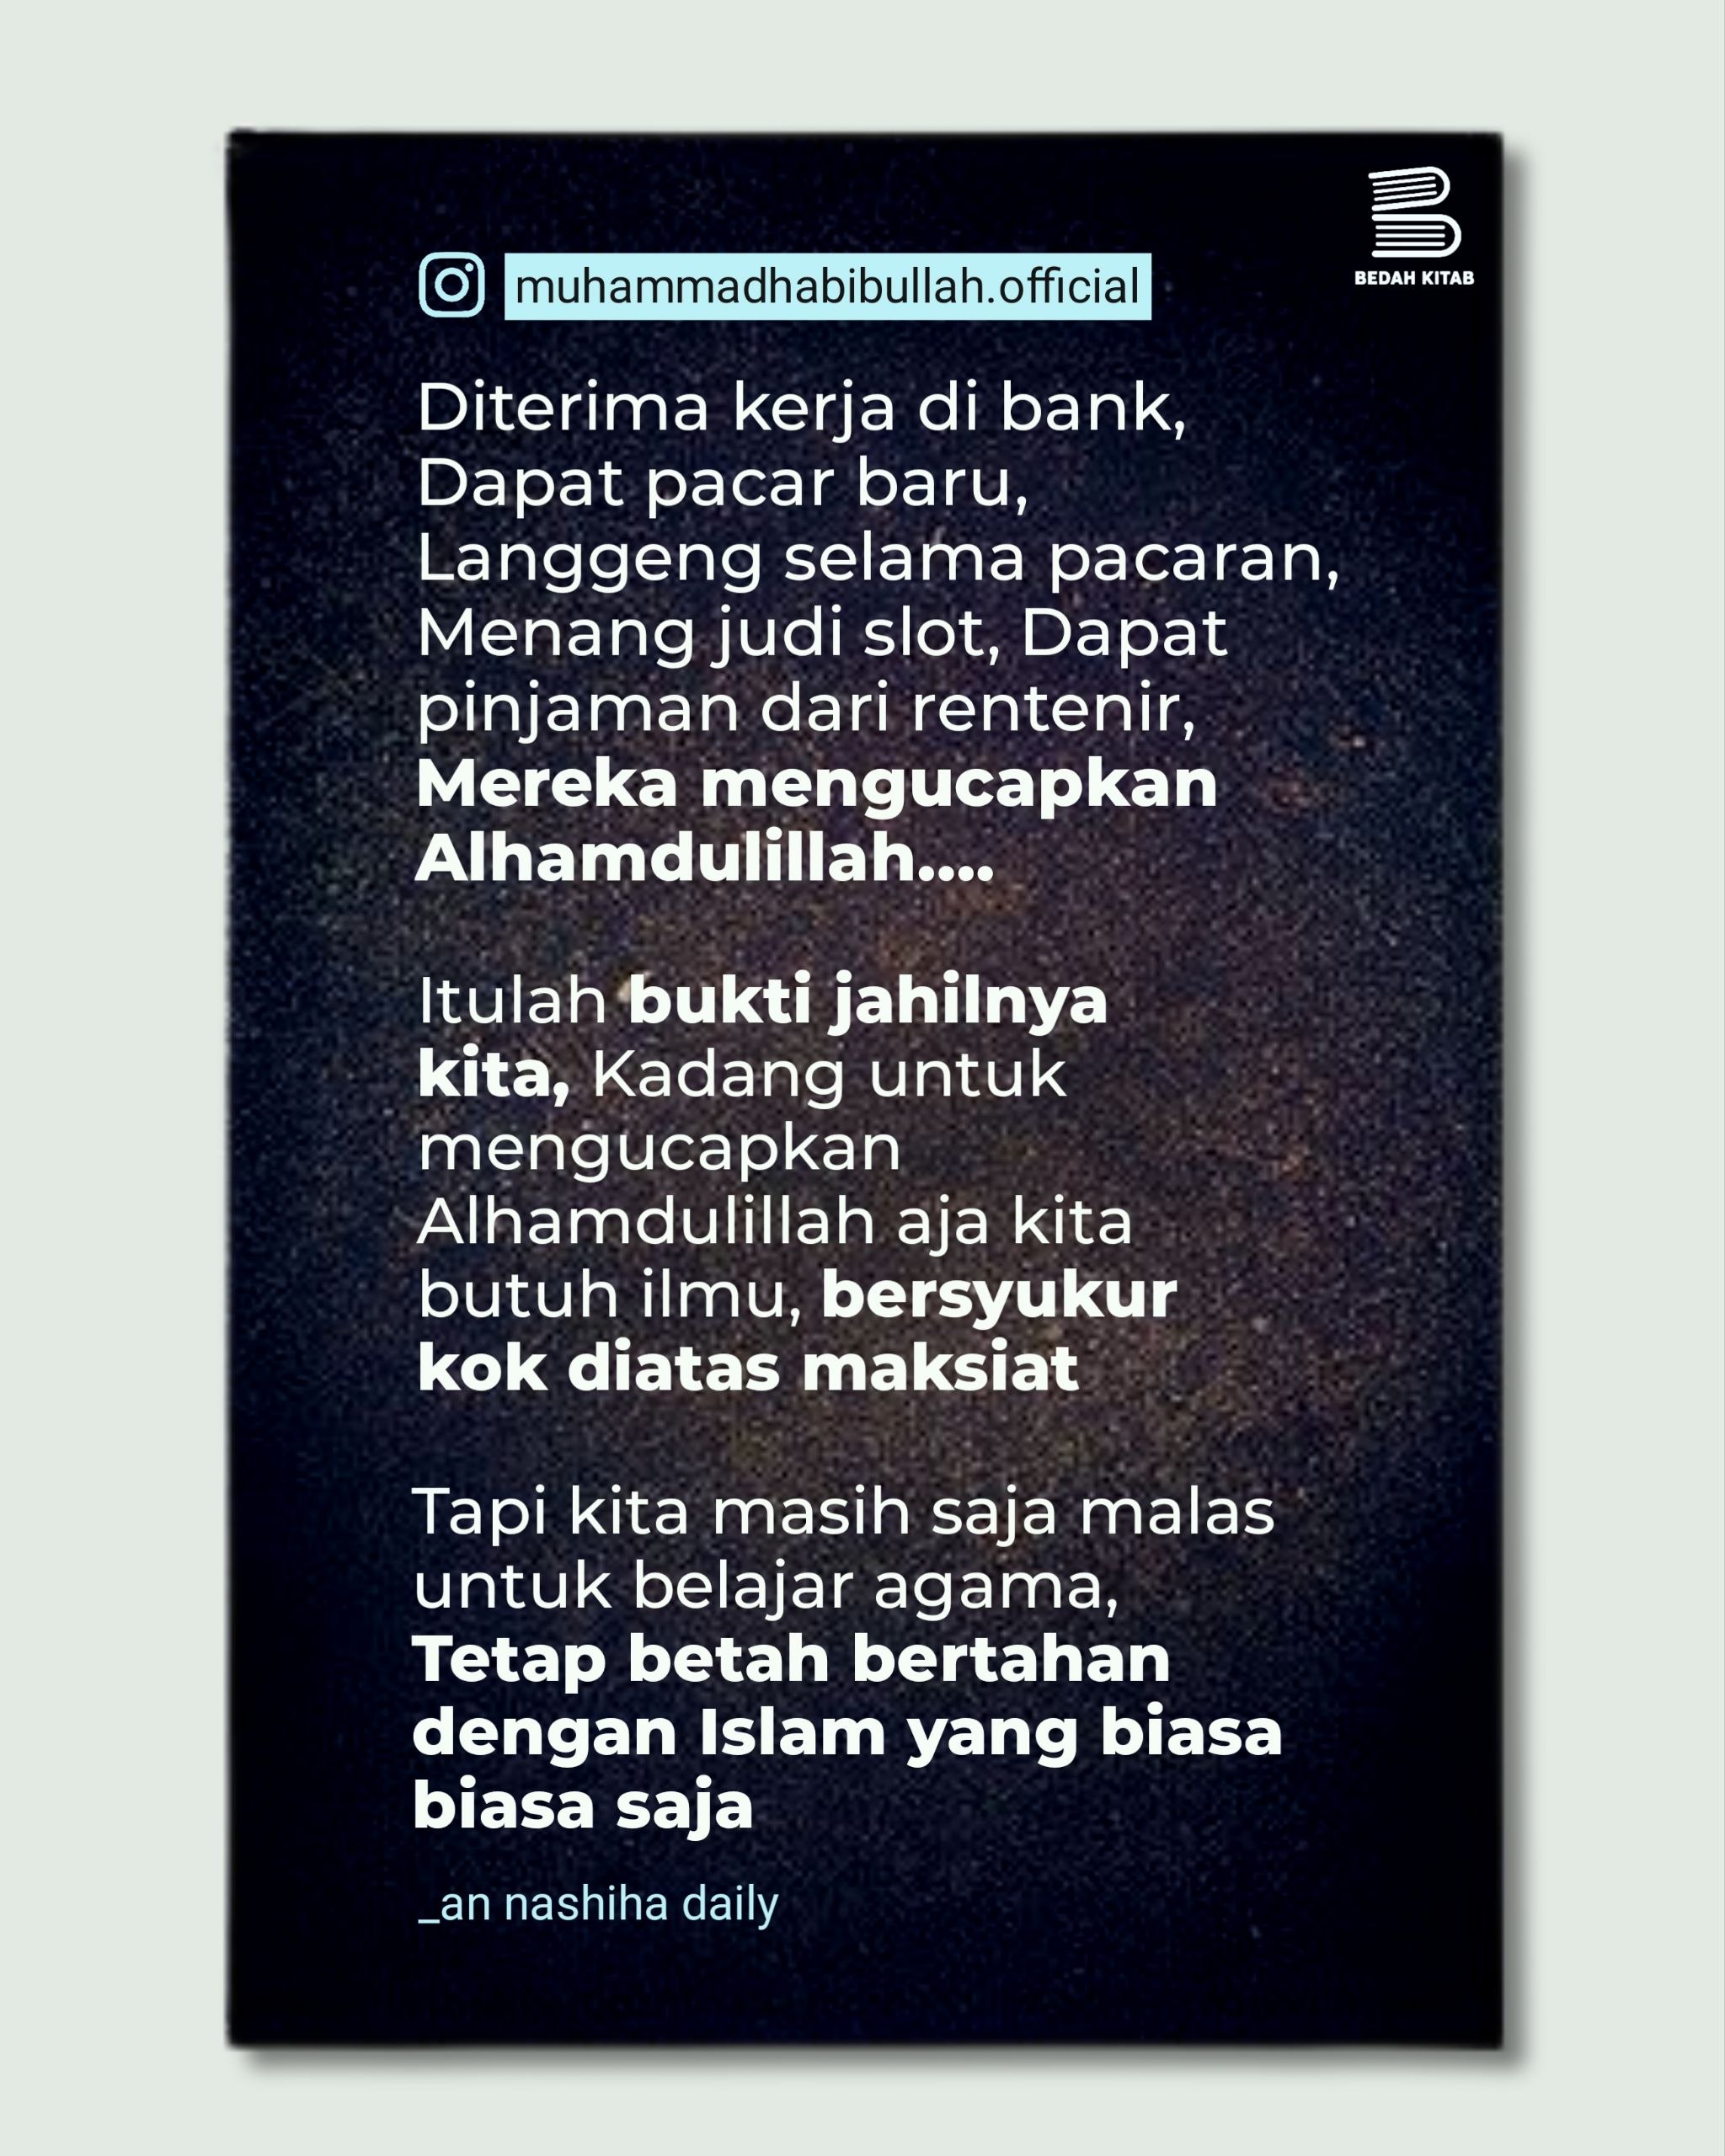 BEDAH KITAB
muhammadhabibullah.official
Diterima kerja di bank,
Dapat pacar baru,
Langgeng selama pacaran,
Menang judi slot, Dapat
pinjaman dari rentenir,
Mereka mengucapkan
Alhamdulillah....
Itulah bukti jahilnya
kita, Kadang untuk
mengucapkan
Alhamdulillah aja kita
butuh ilmu, bersyukur
kok diatas maksiat
Tapi kita masih saja malas
untuk belajar agama,
Tetap betah bertahan
dengan Islam yang biasa
biasa saja
_an nashiha daily